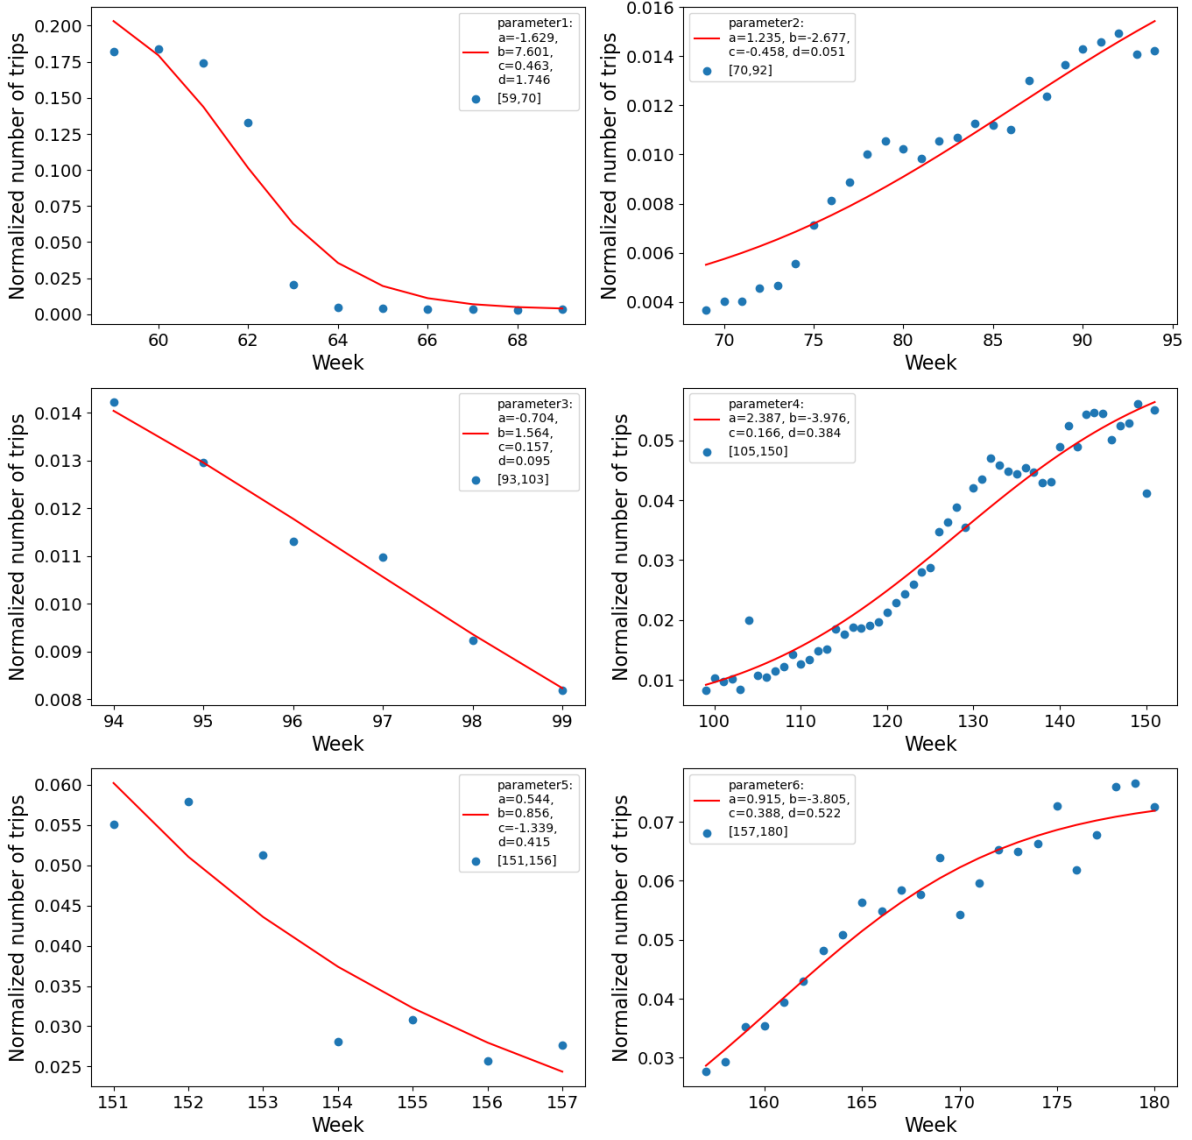 Normalized number of trips
0.200
0.175
0.150
0.125
0.100
0.075
0.050
0.025
0.000
parameter1:
a=-1.629,
b=7.601,
c=0.463,
d=1.746
[59,70]
60 62 64 66 68
Week
Normalized number of trips
0.016
0.014
0.012
0.010
0.008
0.006
0.004
parameter2:
a=1.235, b=-2.677,
c=-0.458, d=0.051
[70,92]
70 75 80 85 90 95
Week
Normalized number of trips
0.014
0.013
0.012
0.011
0.010
0.009
0.008
parameter3:
a=-0.704,
b=1.564,
c=0.157,
d=0.095
[93,103]
94 95 96 97 98 99
Week
Normalized number of trips
0.05
0.04
0.03
0.02
0.01
parameter4:
a=2.387, b=-3.976,
c=0.166, d=0.384
[105,150]
100 110 120 130 140 150
Week
Normalized number of trips
0.060
0.055
0.050
0.045
0.040
0.035
0.030
0.025
parameter5:
a=0.544,
b=0.856,
c=-1.339,
d=0.415
[151,156]
151 152 153 154 155 156 157
Week
Normalized number of trips
0.07
0.06
0.05
0.04
0.03
parameter6:
a=0.915, b=-3.805,
c=0.388, d=0.522
[157,180]
160 165 170 175 180
Week